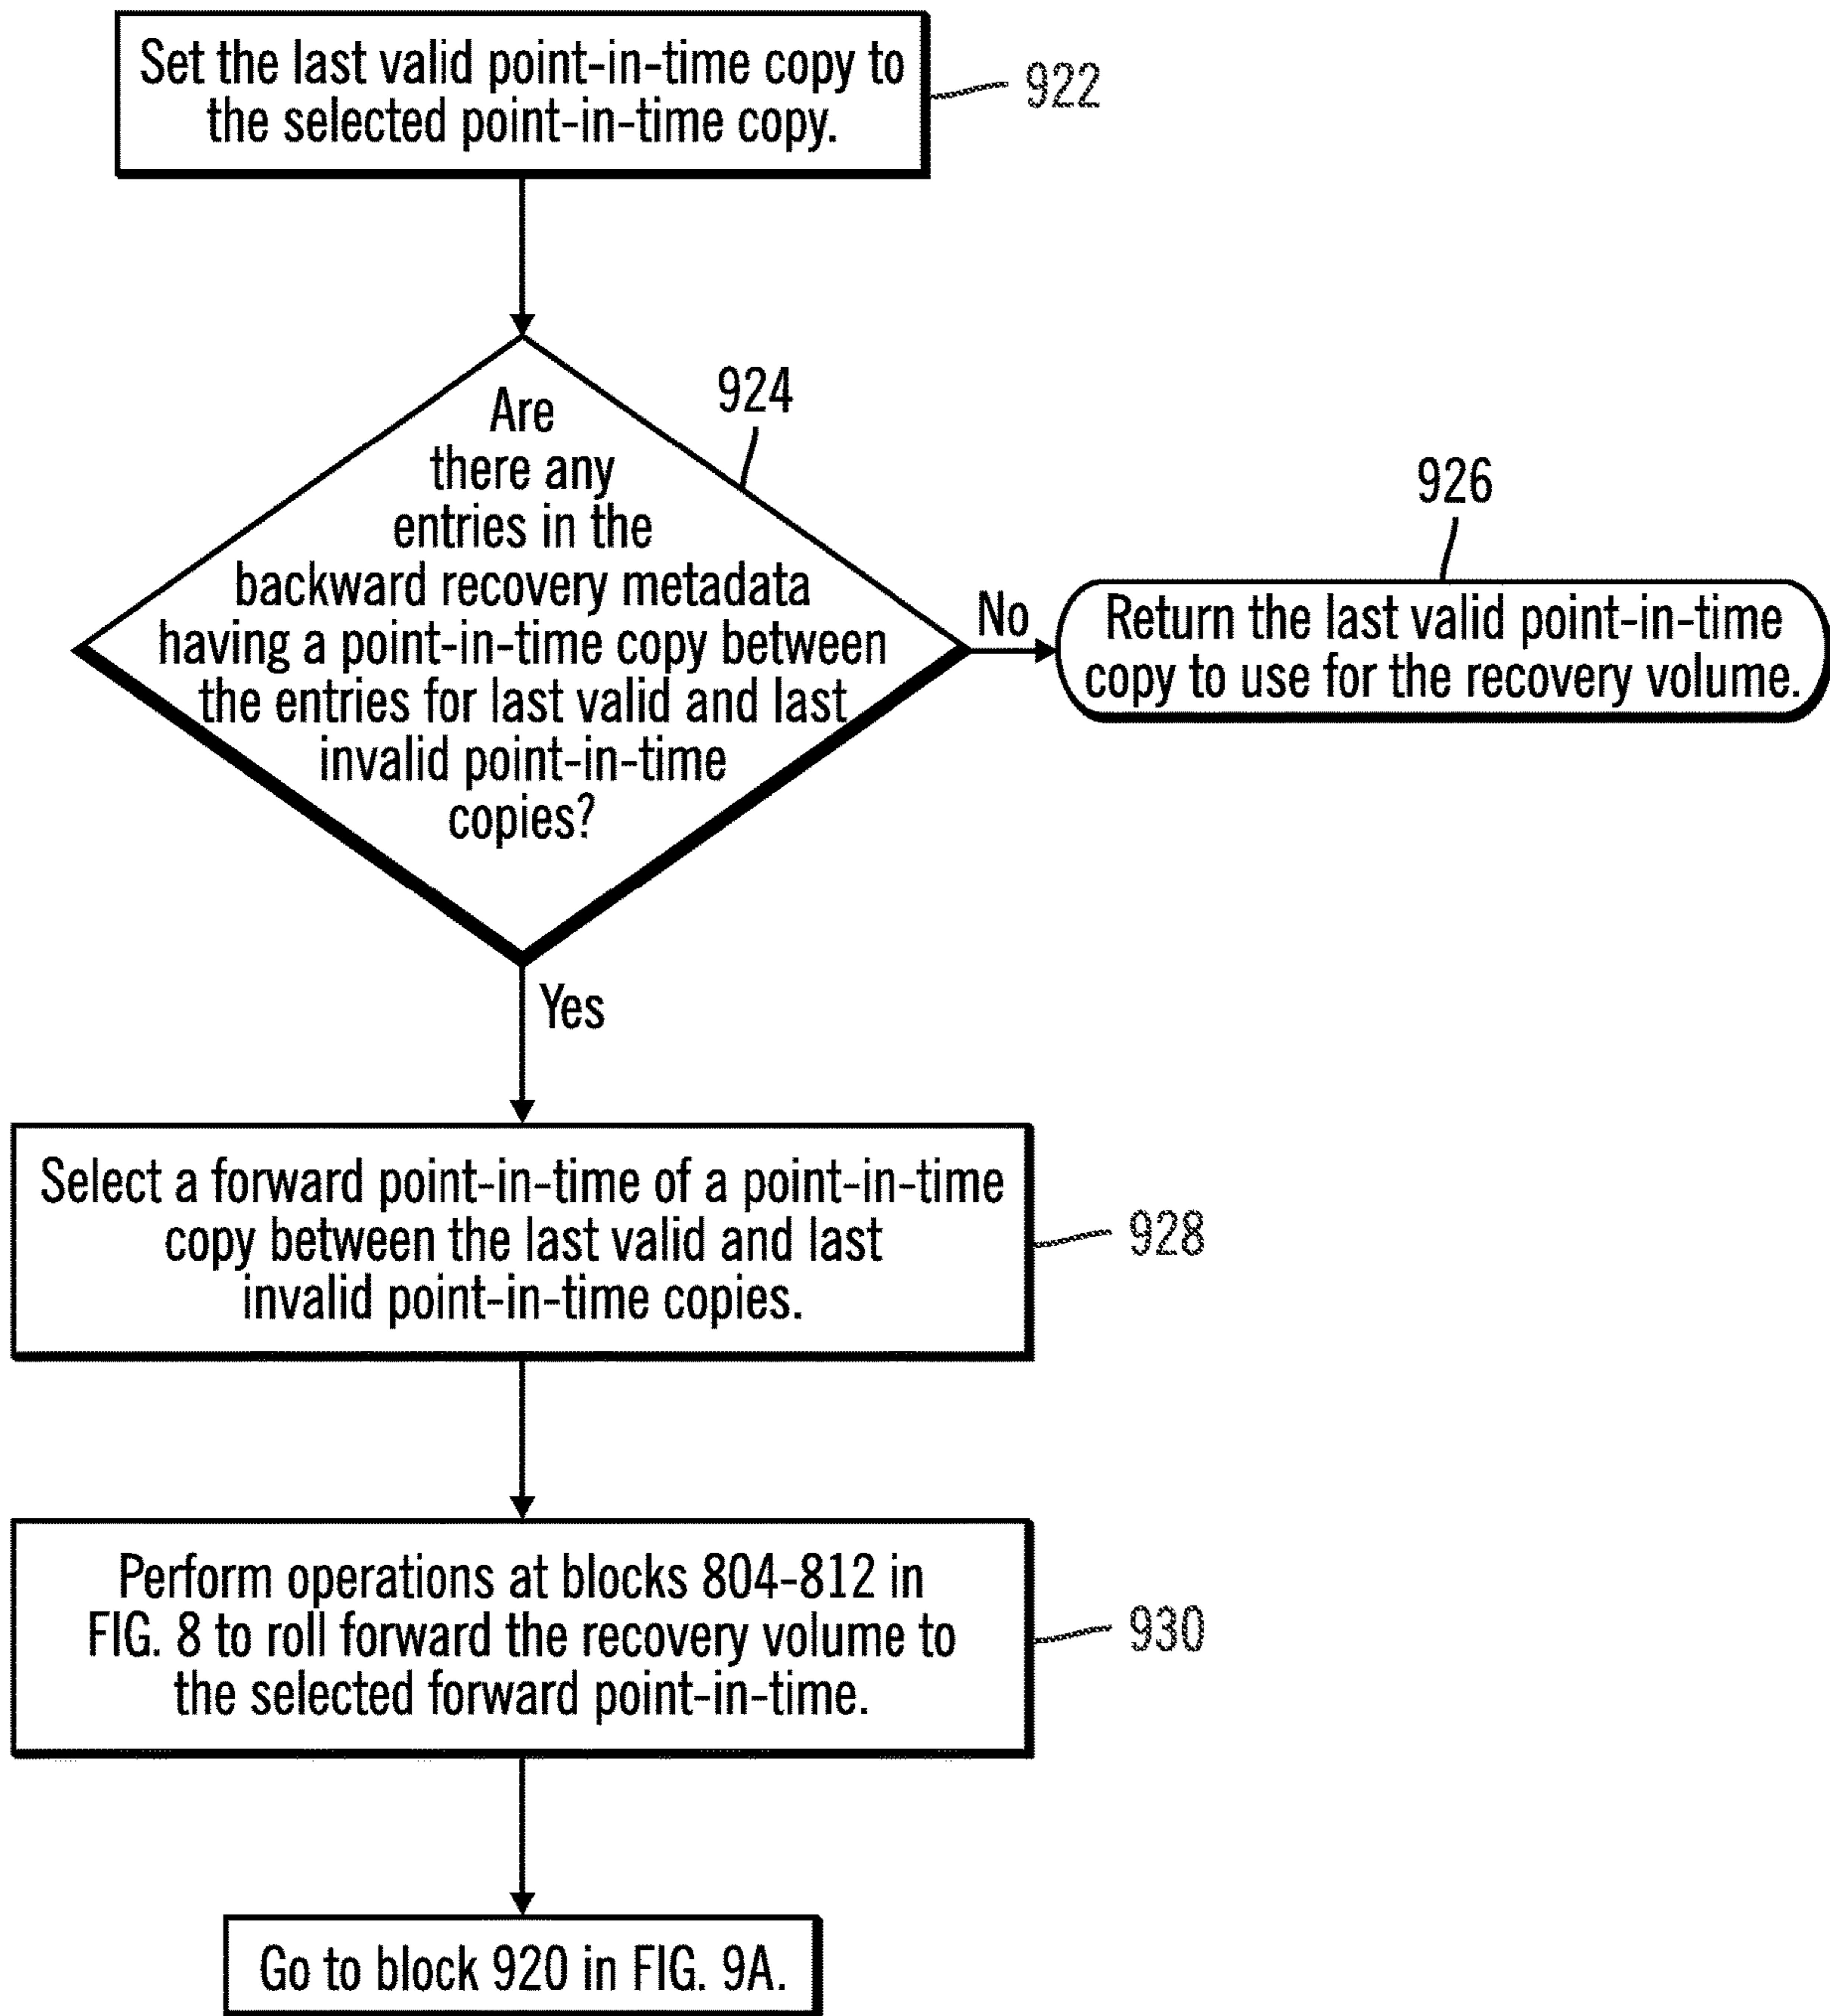 Set the last valid point-in-time copy to
the selected point-in-time copy.
922
Are
there any
entries in the
backward recovery metadata
having a point-in-time copy between
the entries for last valid and last
invalid point-in-time
copies?
924
No
926
Return the last valid point-in-time
copy to use for the recovery volume.
Yes
Select a forward point-in-time of a point-in-time
copy between the last valid and last
invalid point-in-time copies.
928
Perform operations at blocks 804-812 in
FIG. 8 to roll forward the recovery volume to
the selected forward point-in-time.
930
Go to block 920 in FIG. 9A.